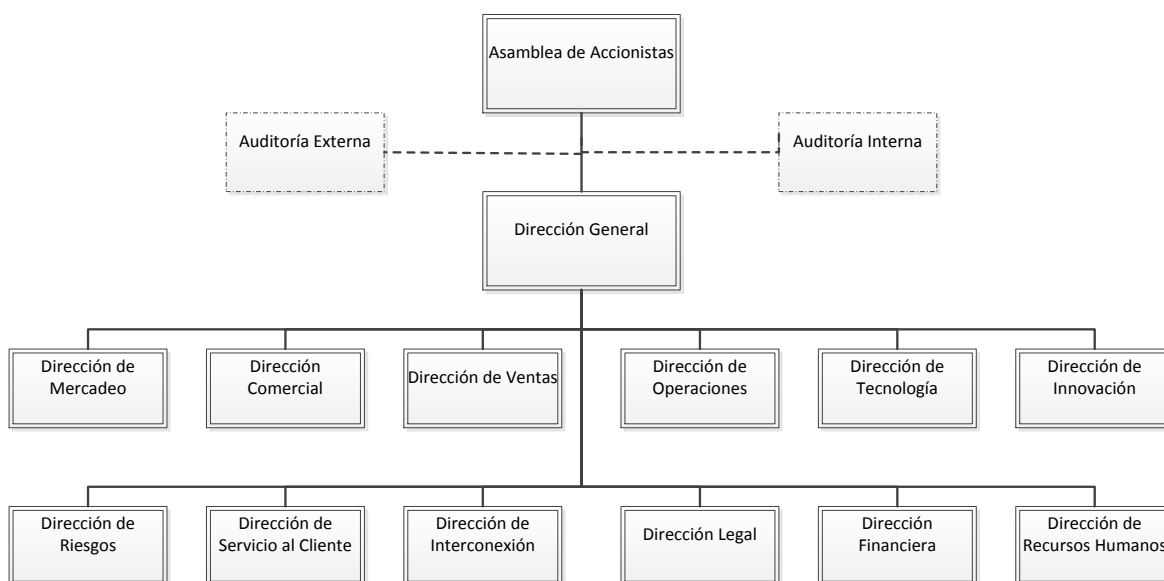 Asamblea de Accionistas
Auditoría Externa
Auditoría Interna
Dirección General
Dirección de
Mercadeo
Dirección
Comercial
Dirección de Ventas
Dirección de
Operaciones
Dirección de
Tecnología
Dirección de
Innovación
Dirección de
Riesgos
Dirección de
Servicio al Cliente
Dirección de
Interconexión
Dirección Legal
Dirección
Financiera
Dirección de
Recursos Humanos